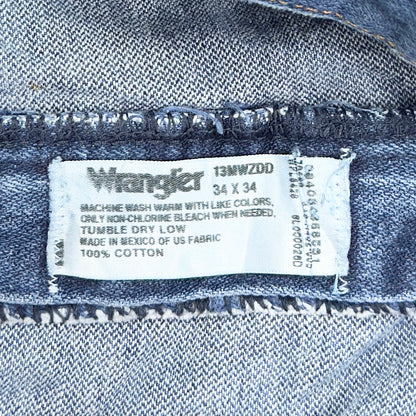 Wrangler 13MWZDD
34 X 34
MACHINE WASH WARM WITH LIKE COLORS,
ONLY NON-CHLORINE BLEACH WHEN NEEDED,
TUMBLE DRY LOW
MADE IN MEXICO OF US FABRIC
100% COTTON